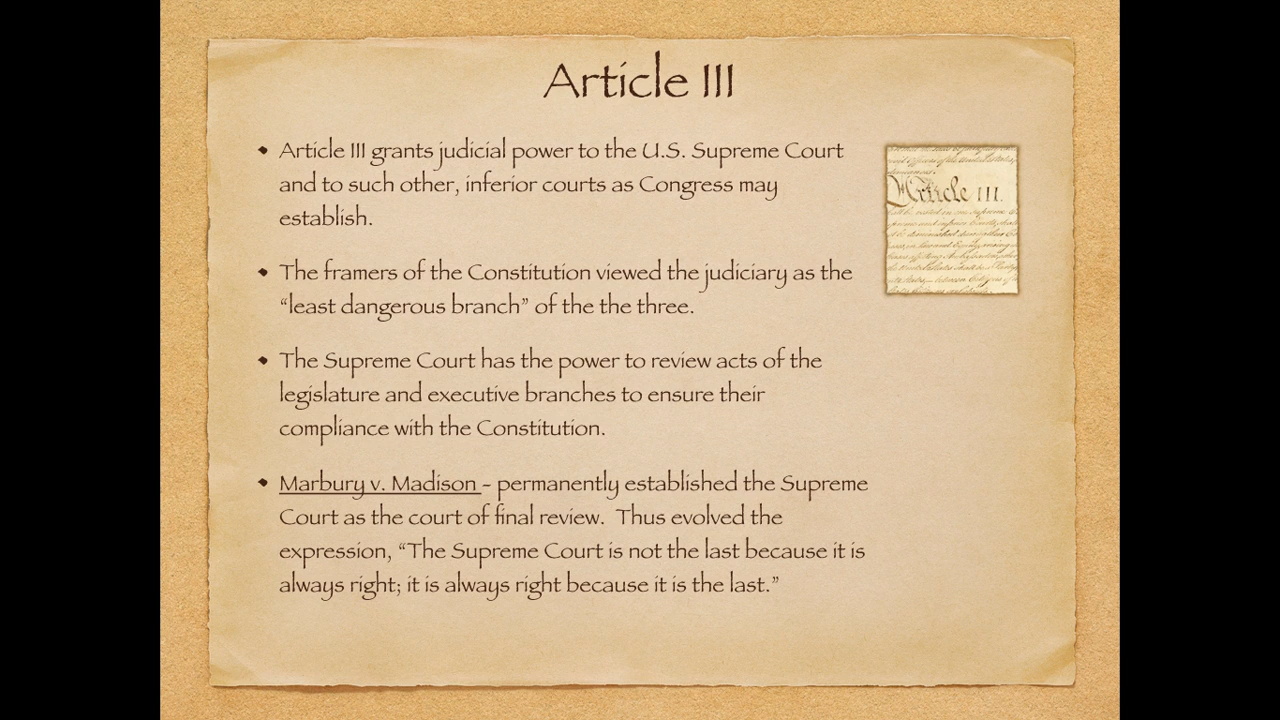 Article III
• Article III grants judicial power to the U.S. Supreme Court
and to such other, inferior courts as Congress may
establish.
• The framers of the Constitution viewed the judiciary as the
“least dangerous branch” of the the three.
• The Supreme Court has the power to review acts of the
legislature and executive branches to ensure their
compliance with the Constitution.
• Marbury v. Madison - permanently established the Supreme
Court as the court of final review.  Thus evolved the
expression, “The Supreme Court is not the last because it is
always right; it is always right because it is the last.”
Article III.